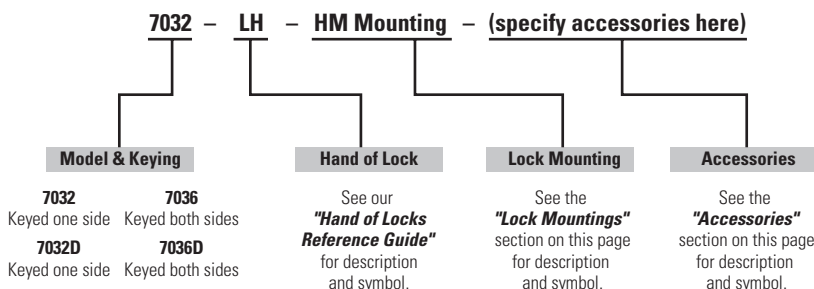 7032 – LH – HM Mounting – (specify accessories here)
Model & Keying
7032 7036
Keyed one side Keyed both sides
7032D 7036D
Keyed one side Keyed both sides
Hand of Lock
See our
"Hand of Locks
Reference Guide"
for description
and symbol.
Lock Mounting
See the
"Lock Mountings"
section on this page
for description
and symbol.
Accessories
See the
"Accessories"
section on this page
for description
and symbol.